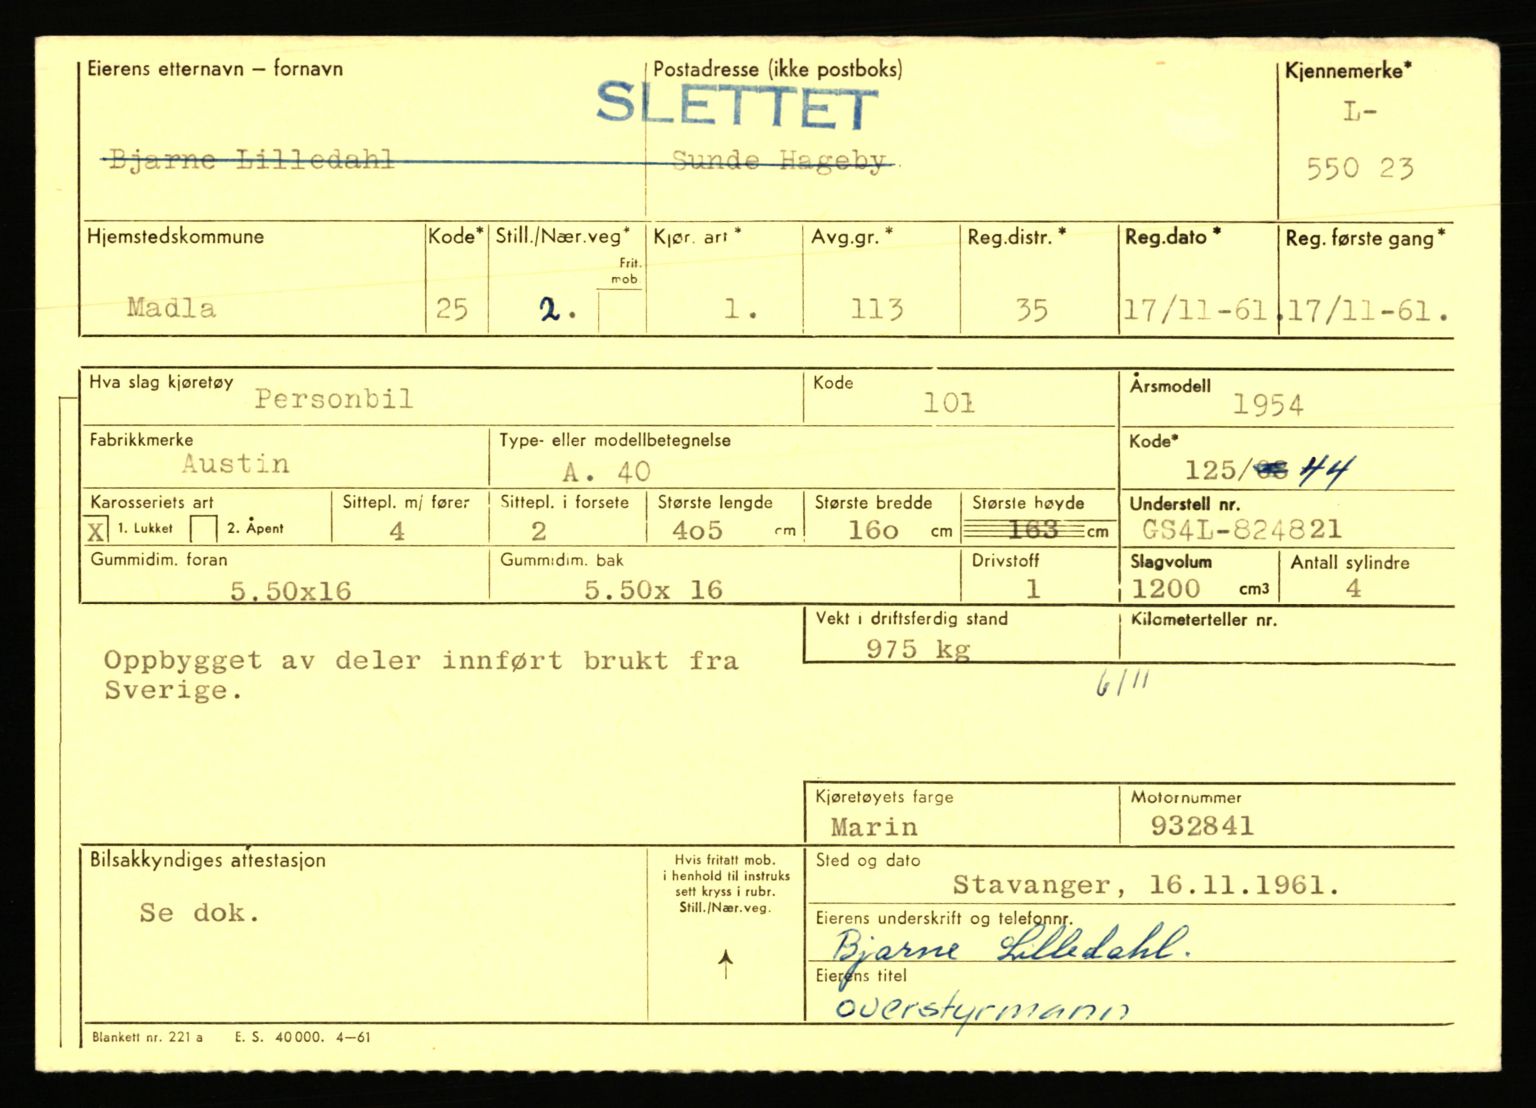 Eierens etternavn – fornavn Postadresse (ikke postboks) Kjennemerke*
SLETTET
L-
Bjarne Lilledahl Sunde Hageby. 550 23
Hjemstedskommune Kode* Still./Nær.veg* Kjør. art * Avg.gr. * Reg.distr. * Reg.dato * Reg. første gang*
Frit.
mob.
Madla 25 2. 1. 113 35 17/11-61. 17/11-61.
Hva slag kjøretøy Personbil Kode 101 Årsmodell 1954
Fabrikkmerke Type- eller modellbetegnelse Kode*
Austin A. 40 125/ 44
Karosseriets art Sittepl. m/ fører Sittepl. i forsete Største lengde Største bredde Største høyde Understell nr.
X 1. Lukket 2. Åpent 4 2 4o5 cm 16o cm 163 cm GS4L-824821
Gummidim. foran Gummidim. bak Drivstoff Slagvolum Antall sylindre
5.50x16 5.50x 16 1 1200 cm3 4
Vekt i driftsferdig stand Kilometerteller nr.
975 kg
Oppbygget av deler innført brukt fra
Sverige.
6/11
Kjøretøyets farge Motornummer
Marin 932841
Bilsakkyndiges attestasjon Hvis fritatt mob. Sted og dato
i henhold til instruks
sett kryss i rubr.
Still./Nær.veg.
Stavanger, 16.11.1961.
Se dok.
Eierens underskrift og telefonnr.
Bjarne Lilledahl.
Eierens titel
overstyrmann
Blankett nr. 221 a E. S. 40 000. 4–61